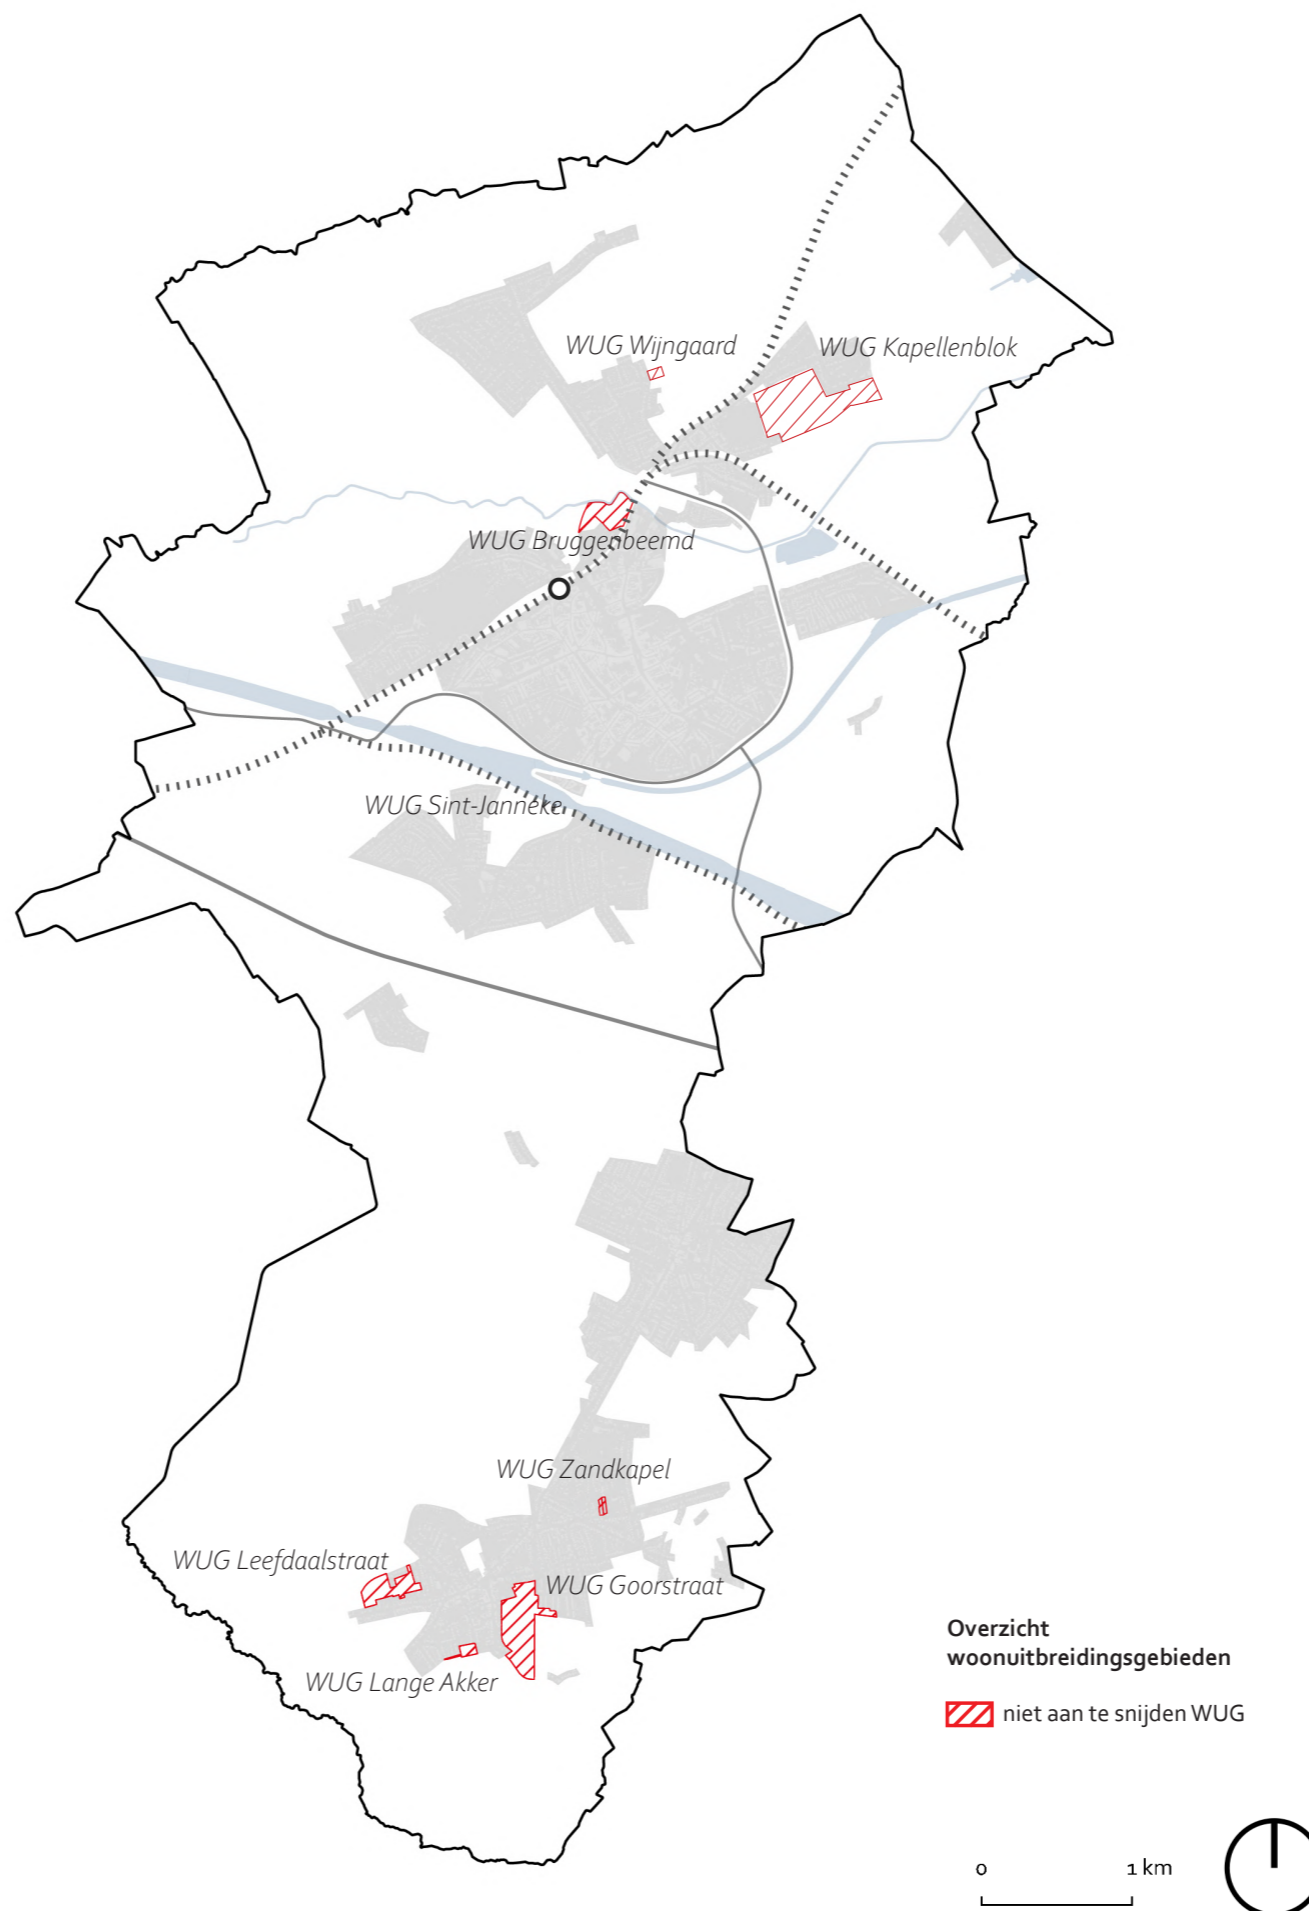 WUG Wijngaard
WUG Kapellenblok
WUG Bruggenbeemd
WUG Sint-Janneke
WUG Zandkapel
WUG Leefdaalstraat
WUG Goorstraat
WUG Lange Akker
Overzicht
woonuitbreidingsgebieden
niet aan te snijden WUG
0 1 km